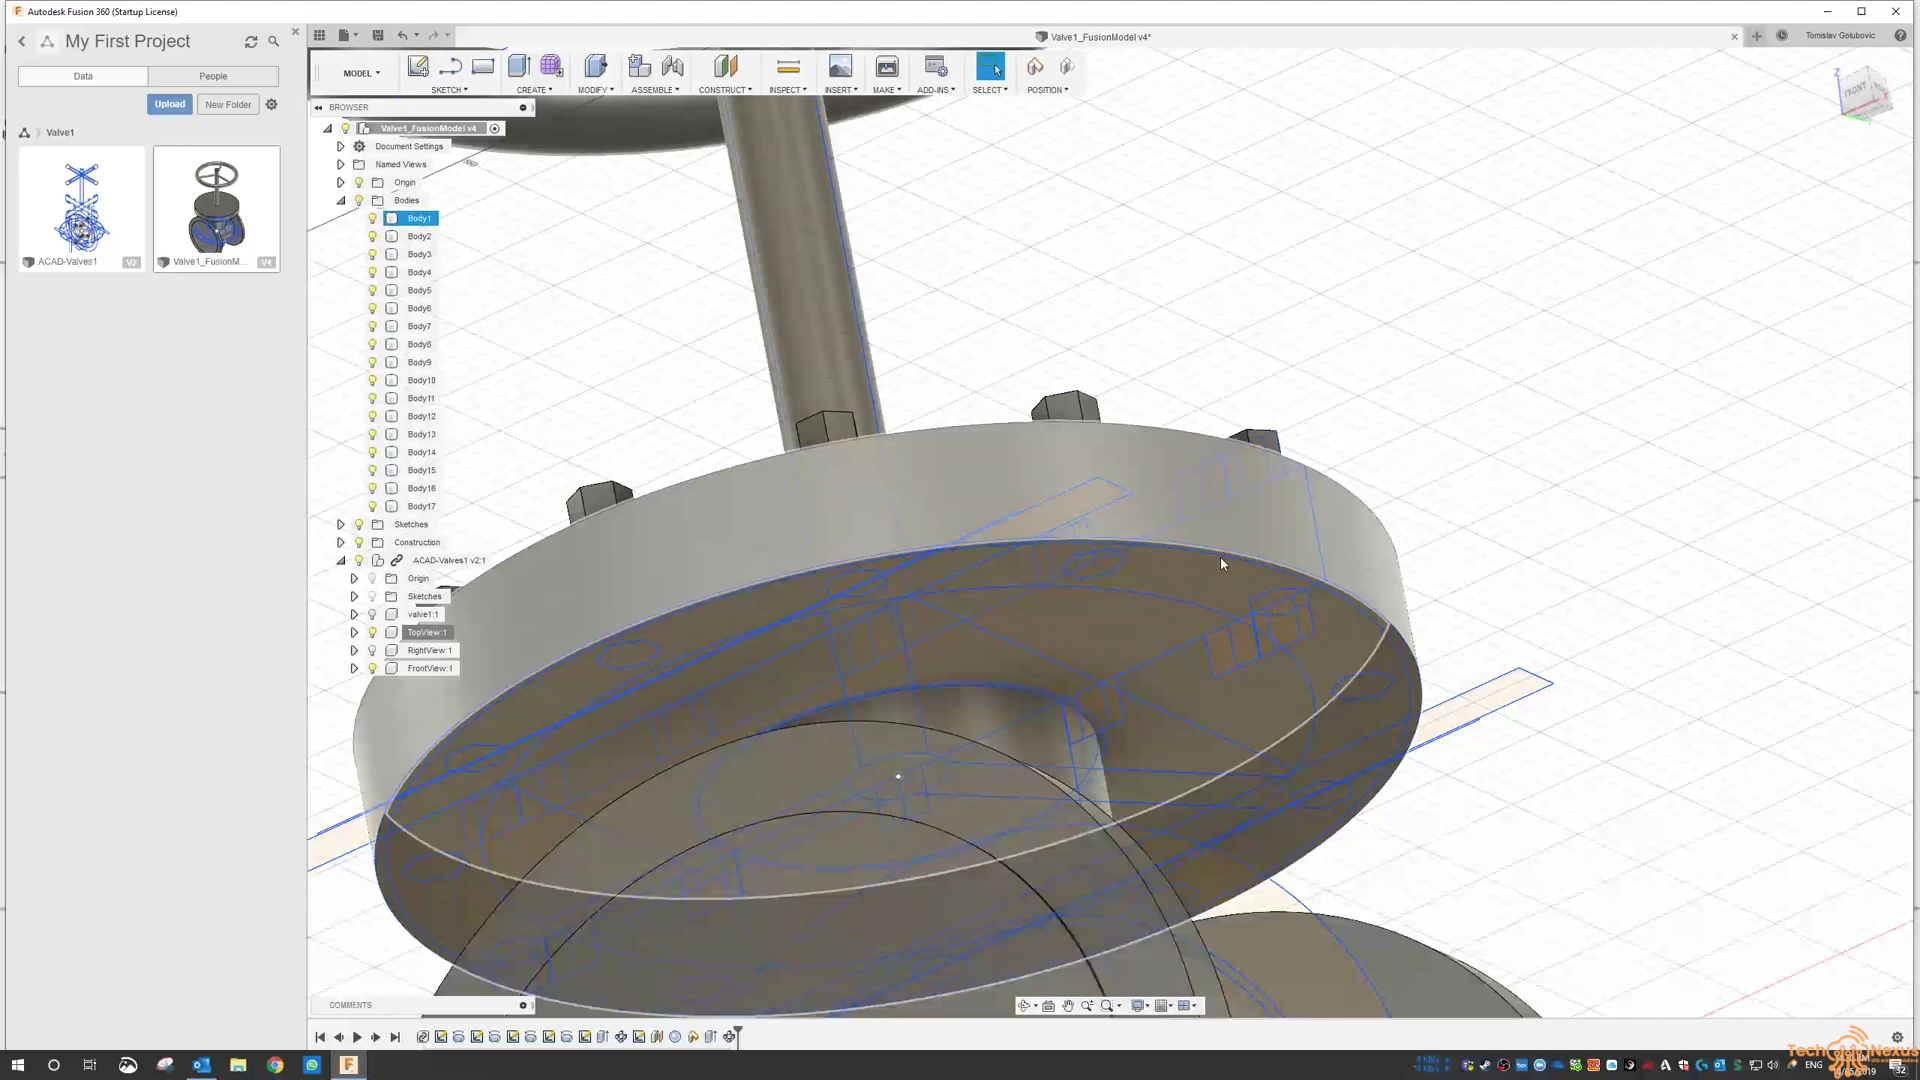 Autodesk Fusion 360 (Startup License)
My First Project
Data
People
Upload
New Folder
Valve1
ACAD-Valves1
V2
Valve1_FusionM...
V4
Valve1_FusionModel v4*
Tomislav Golubovic
MODEL
SKETCH
CREATE
MODIFY
ASSEMBLE
CONSTRUCT
INSPECT
INSERT
MAKE
ADD-INS
SELECT
POSITION
BROWSER
Valve1_FusionModel v4
Document Settings
Named Views
Origin
Bodies
Body1
Body2
Body3
Body4
Body5
Body6
Body7
Body8
Body9
Body10
Body11
Body12
Body13
Body14
Body15
Body16
Body17
Sketches
Construction
ACAD-Valves1 v2:1
Origin
Sketches
valve1:1
TopView:1
RightView:1
FrontView:1
Z
FRONT
X
COMMENTS
ENG
32